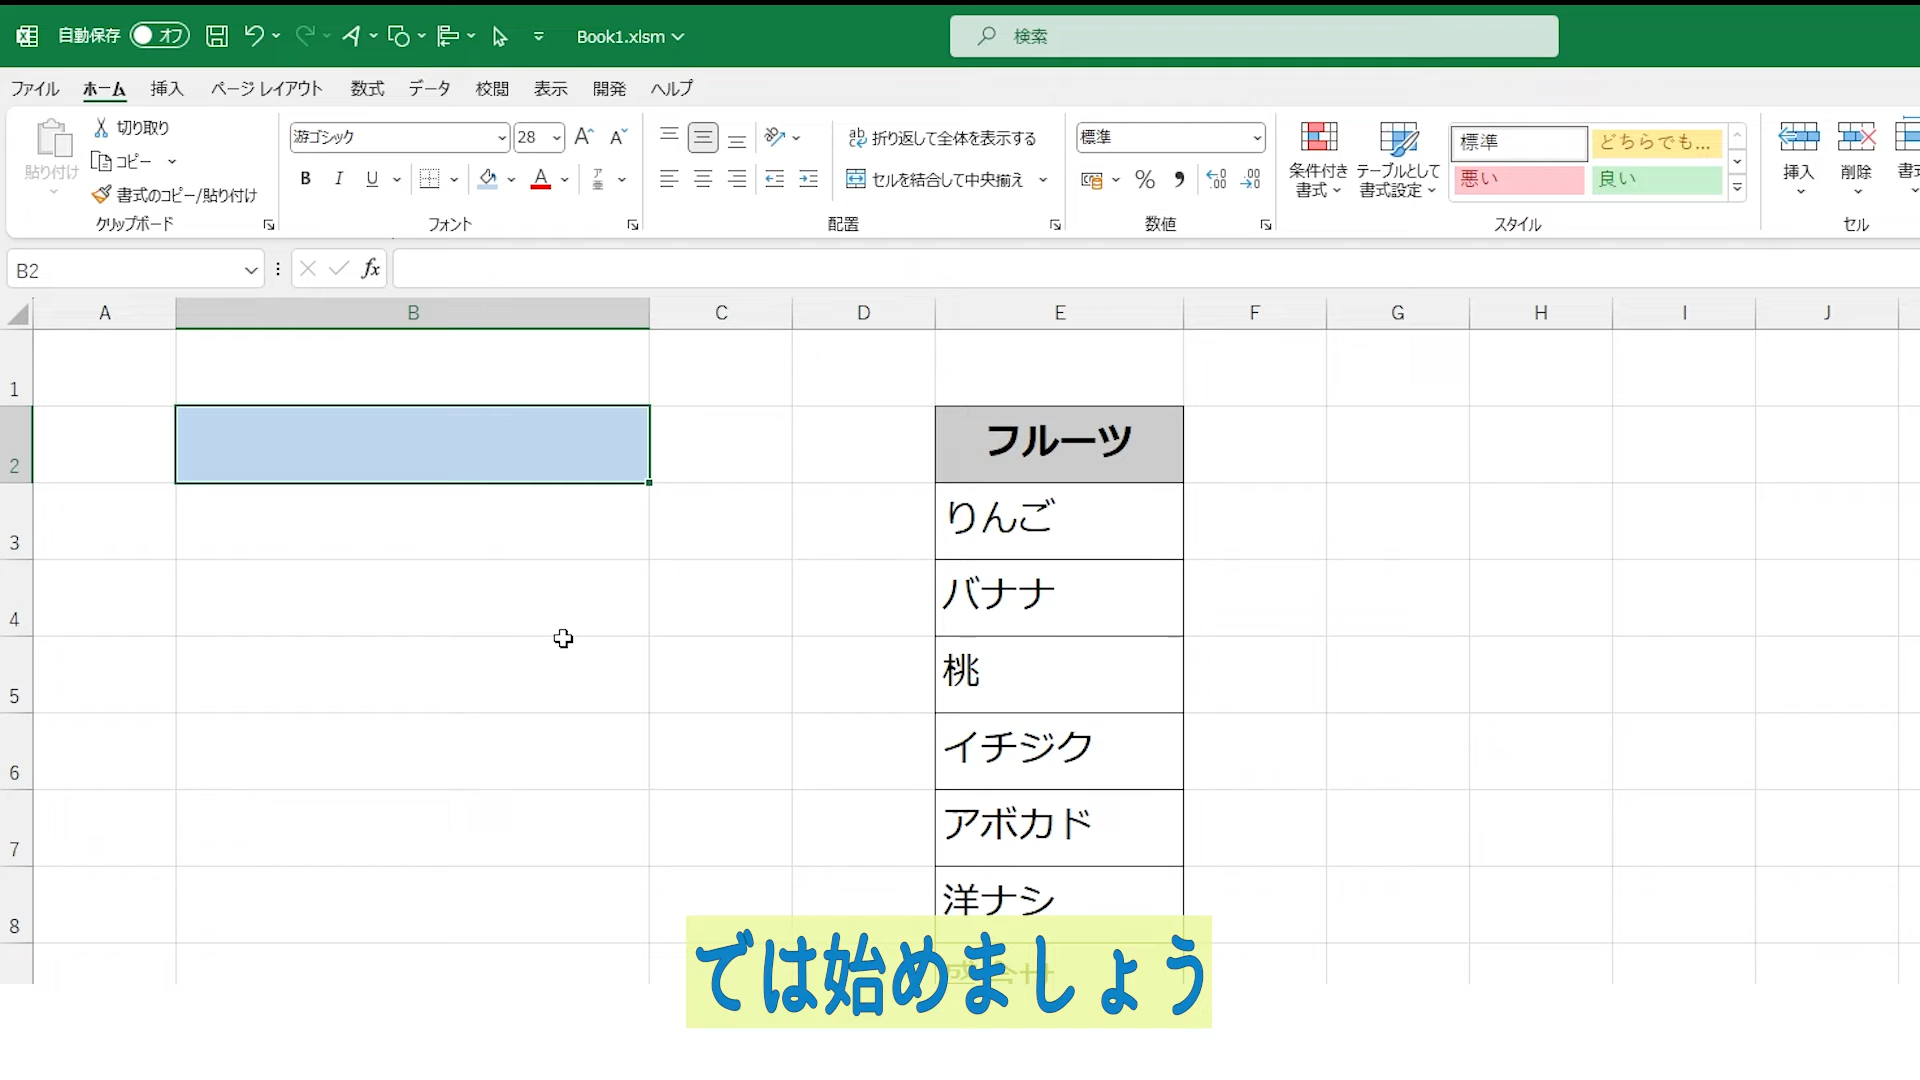 自動保存 オフ Book1.xlsm 検索
ファイル ホーム 挿入 ページ レイアウト 数式 データ 校閲 表示 開発 ヘルプ
貼り付け 切り取り コピー 書式のコピー/貼り付け
クリップボード
游ゴシック 28
B I U
フォント
折り返して全体を表示する
セルを結合して中央揃え
配置
標準
数値
条件付き書式 テーブルとして書式設定
標準 どちらでも...
悪い 良い
スタイル
挿入 削除 書式
セル
B2 fx
A B C D E F G H I J
1
2 フルーツ
3 りんご
4 バナナ
5 桃
6 イチジク
7 アボカド
8 洋ナシ
では始めましょう